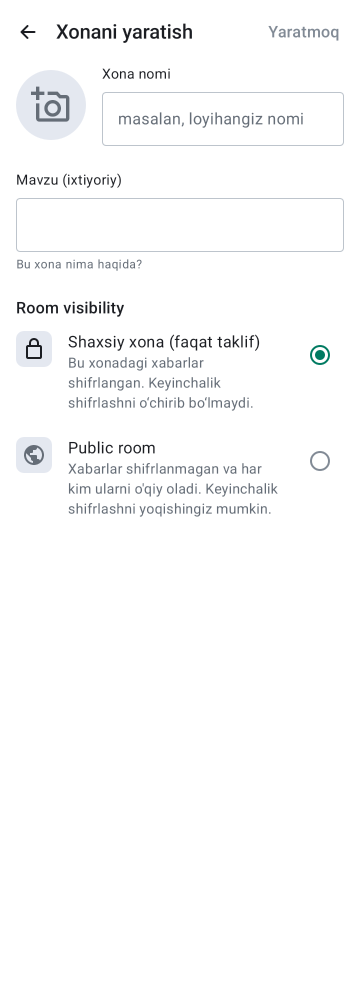 Xonani yaratish
Yaratmoq
Xona nomi
masalan, loyihangiz nomi
Mavzu (ixtiyoriy)
Bu xona nima haqida?
Room visibility
Shaxsiy xona (faqat taklif)
Bu xonadagi xabarlar
shifrlangan. Keyinchalik
shifrlashni o‘chirib bo‘lmaydi.
Public room
Xabarlar shifrlanmagan va har
kim ularni o'qiy oladi. Keyinchalik
shifrlashni yoqishingiz mumkin.